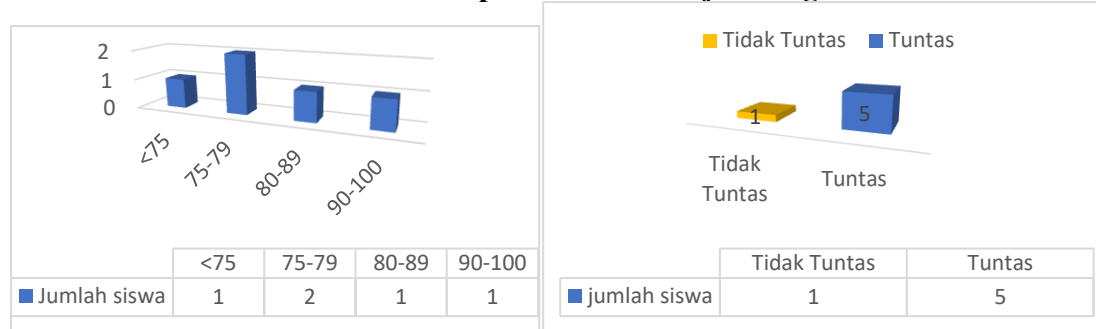 2
1
0
<75 75-79 80-89 90-100
<75 75-79 80-89 90-100
Jumlah siswa 1 2 1 1
Tidak Tuntas Tuntas
1 5
Tidak
Tuntas
Tuntas
Tidak Tuntas Tuntas
jumlah siswa 1 5